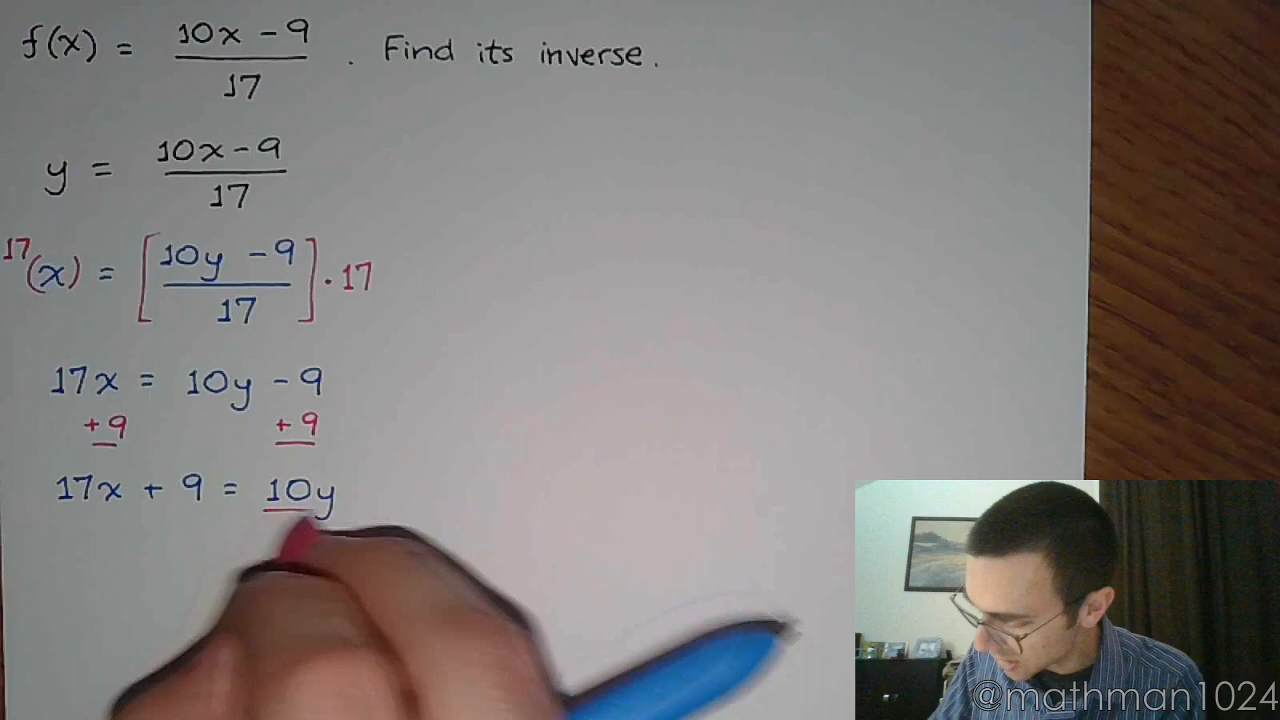 f(x) = 10x - 9 / 17 . Find its inverse.
y = 10x - 9 / 17
17(x) = [10y - 9 / 17] · 17
17x = 10y - 9
+9 +9
17x + 9 = 10y
@mathman1024